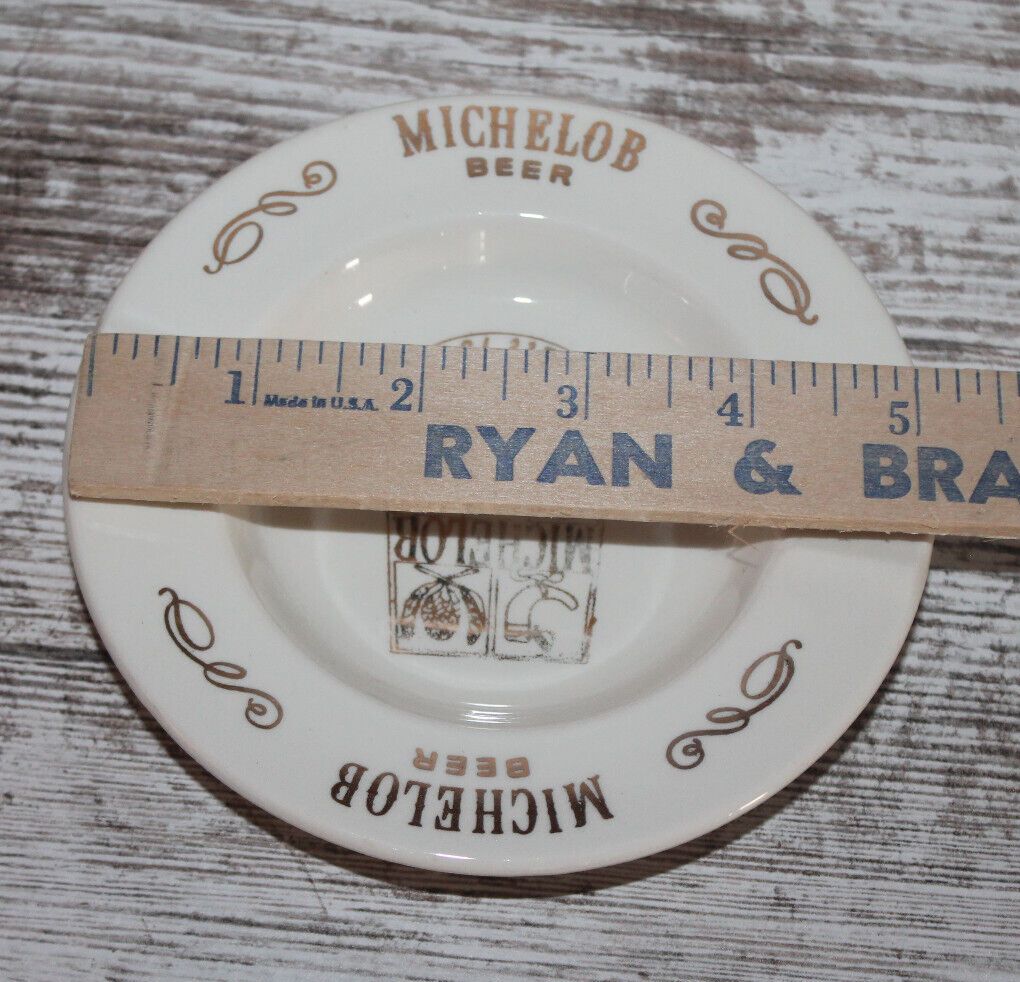 MICHELOB
BEER
1 2 3 4 5
Made in U.S.A.
RYAN & BRA
MICHELOB
BEER
MICHELOB